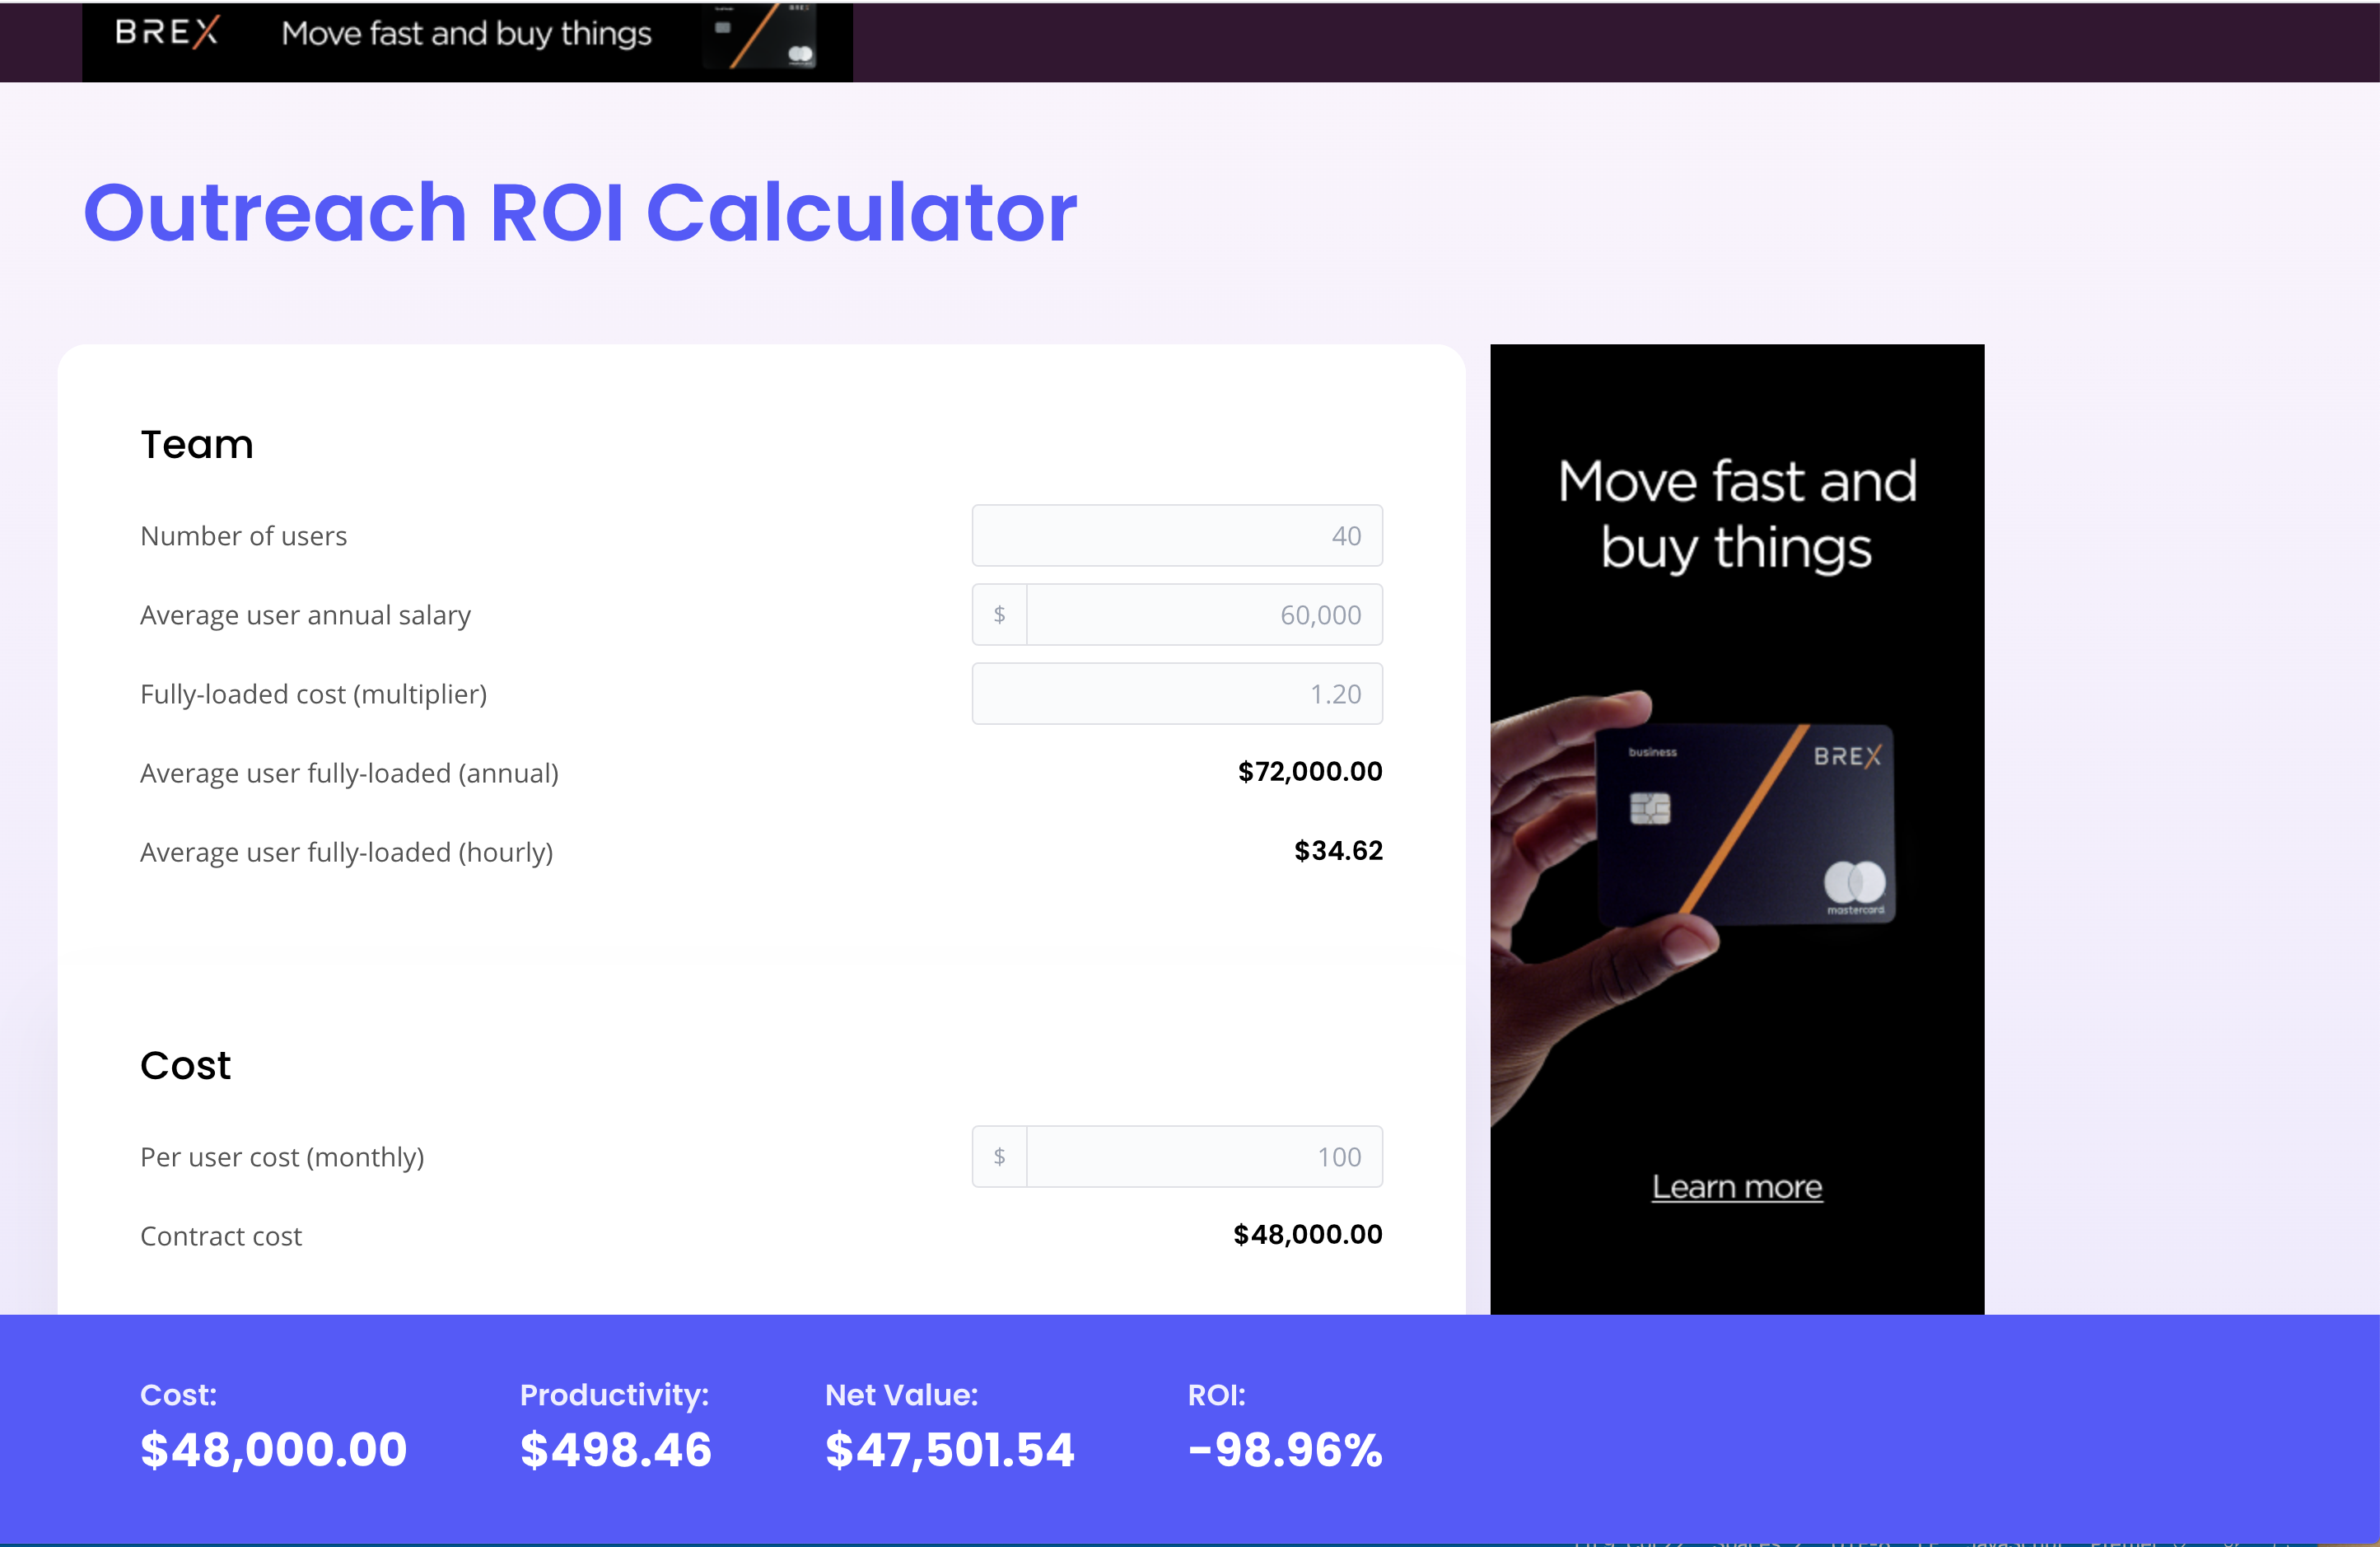 BREX Move fast and buy things
Outreach ROI Calculator
Team
Number of users 40
Average user annual salary $ 60,000
Fully-loaded cost (multiplier) 1.20
Average user fully-loaded (annual) $72,000.00
Average user fully-loaded (hourly) $34.62
Cost
Per user cost (monthly) $ 100
Contract cost $48,000.00
Move fast and
buy things
business BREX
mastercard
Learn more
Cost: Productivity: Net Value: ROI:
$48,000.00 $498.46 $47,501.54 -98.96%